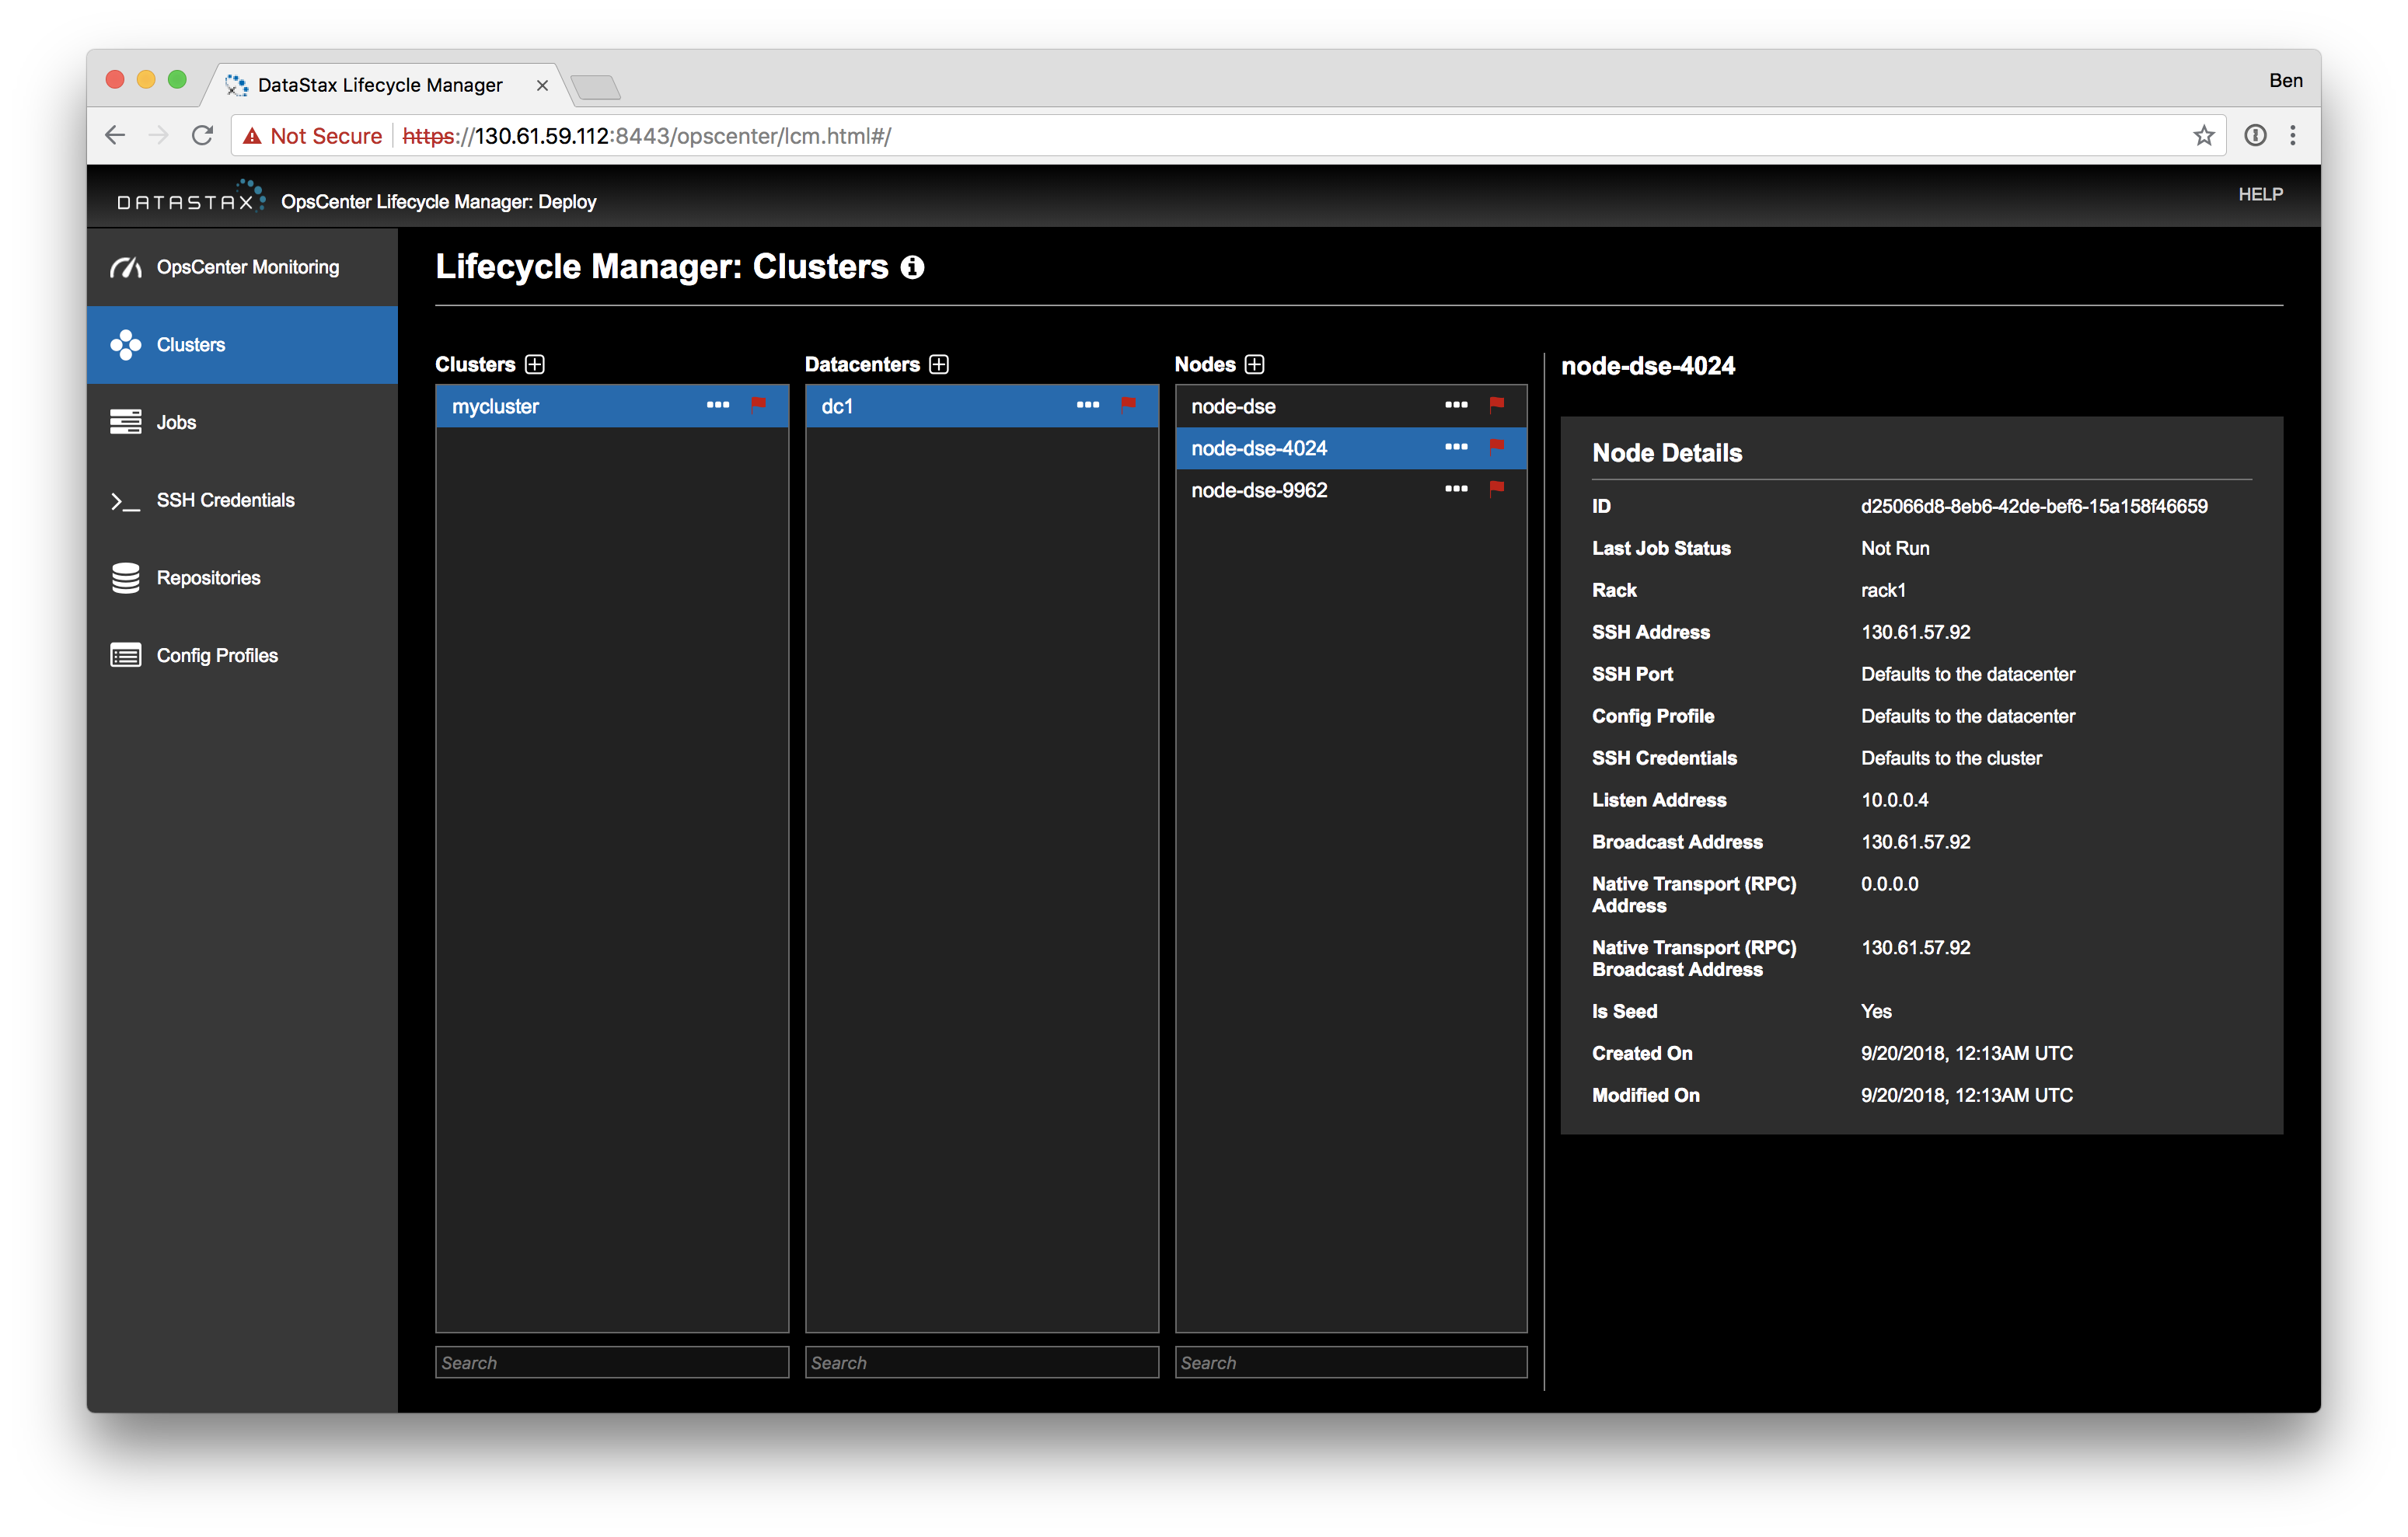 DataStax Lifecycle Manager
Ben
Not Secure https://130.61.59.112:8443/opscenter/lcm.html#/
DATASTAX OpsCenter Lifecycle Manager: Deploy
HELP
OpsCenter Monitoring
Clusters
Jobs
SSH Credentials
Repositories
Config Profiles
Lifecycle Manager: Clusters
Clusters
mycluster
Search
Datacenters
dc1
Search
Nodes
node-dse
node-dse-4024
node-dse-9962
Search
node-dse-4024
Node Details
ID d25066d8-8eb6-42de-bef6-15a158f46659
Last Job Status Not Run
Rack rack1
SSH Address 130.61.57.92
SSH Port Defaults to the datacenter
Config Profile Defaults to the datacenter
SSH Credentials Defaults to the cluster
Listen Address 10.0.0.4
Broadcast Address 130.61.57.92
Native Transport (RPC) 0.0.0.0
Address
Native Transport (RPC) 130.61.57.92
Broadcast Address
Is Seed Yes
Created On 9/20/2018, 12:13AM UTC
Modified On 9/20/2018, 12:13AM UTC